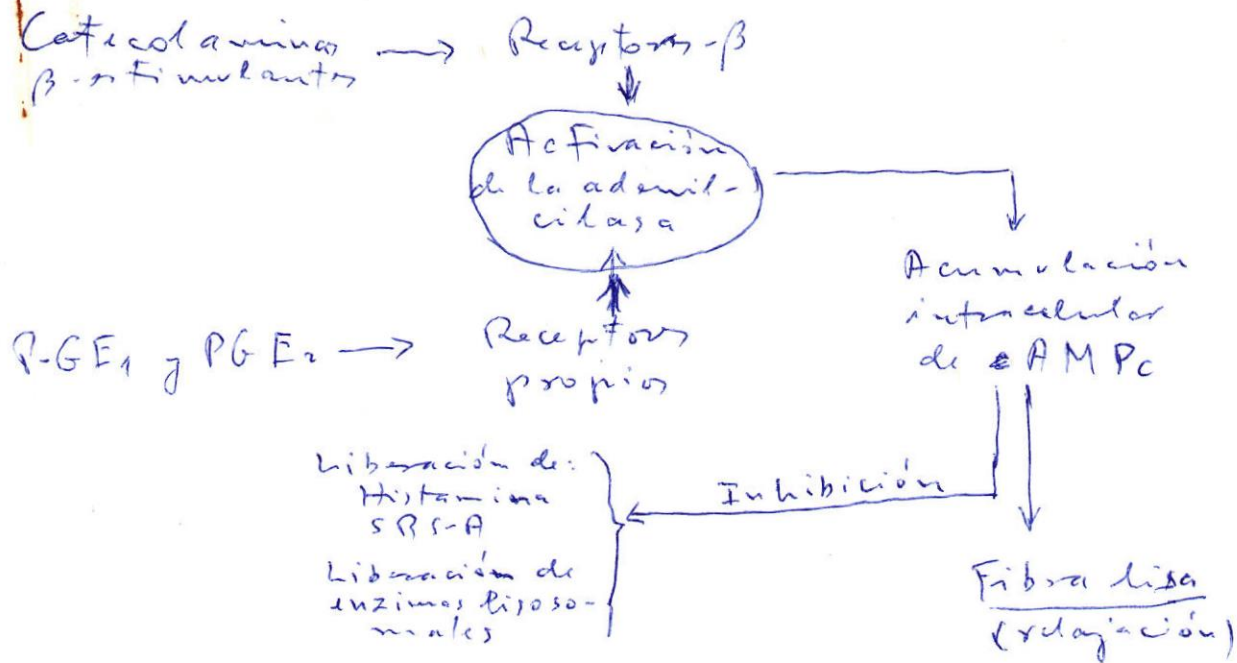 Catecolaminas → Receptores-β
β-estimulantes
Activación
de la adenil-
cilasa
Acumulación
intracelular
de AMPc
P-GE₁ y PGE₂ → Receptores
propios
Liberación de:
Histamina
SRS-A
Inhibición
Liberación de
enzimas lisoso-
males
Fibra lisa
(relajación)